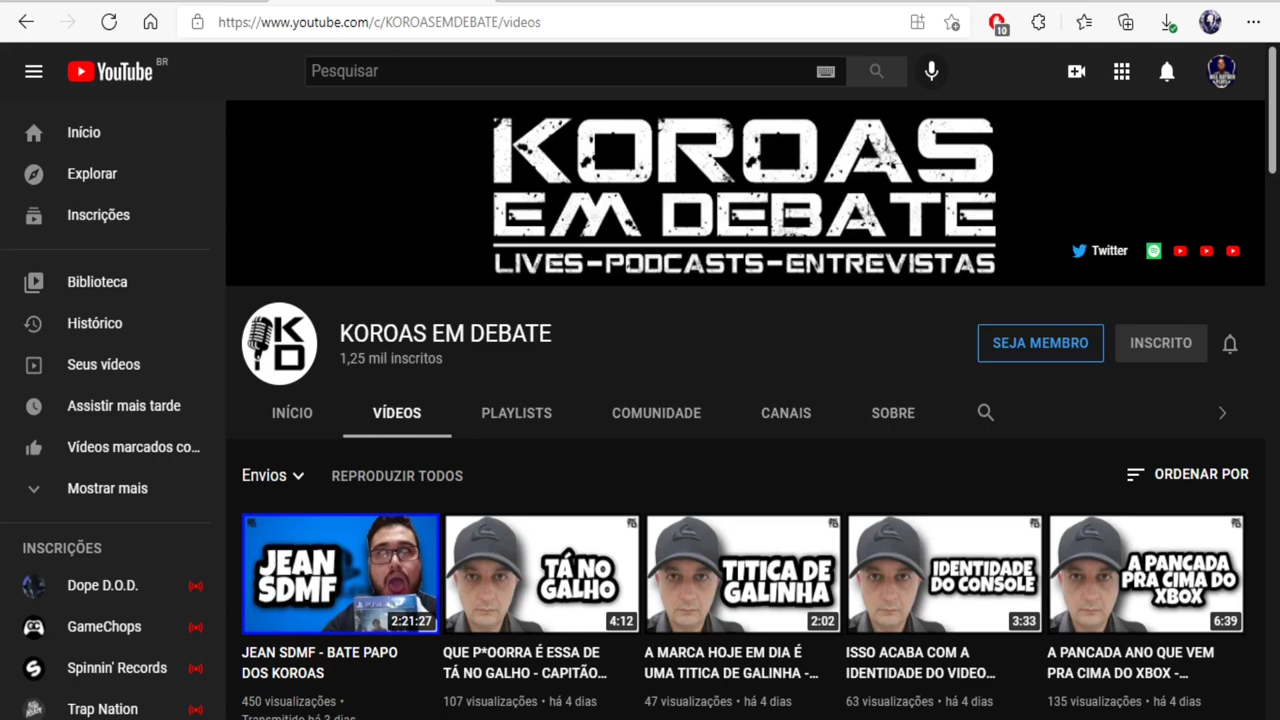 https://www.youtube.com/c/KOROASEMDEBATE/videos
10
YouTube BR
Pesquisar
Início
Explorar
Inscrições
Biblioteca
Histórico
Seus vídeos
Assistir mais tarde
Vídeos marcados co...
Mostrar mais
INSCRIÇÕES
Dope D.O.D.
GameChops
Spinnin' Records
Trap Nation
KOROAS
EM DEBATE
LIVES-PODCASTS-ENTREVISTAS
Twitter
KD
KOROAS EM DEBATE
1,25 mil inscritos
SEJA MEMBRO
INSCRITO
INÍCIO
VÍDEOS
PLAYLISTS
COMUNIDADE
CANAIS
SOBRE
Envios
REPRODUZIR TODOS
ORDENAR POR
JEAN
SDMF
2:21:27
TÁ NO
GALHO
4:12
TITICA DE
GALINHA
2:02
IDENTIDADE
DO CONSOLE
3:33
A PANCADA
PRA CIMA DO
XBOX
6:39
JEAN SDMF - BATE PAPO
DOS KOROAS
450 visualizações •
Transmitido há 3 dias
QUE P*OORRA É ESSA DE
TÁ NO GALHO - CAPITÃO...
107 visualizações • há 4 dias
A MARCA HOJE EM DIA É
UMA TITICA DE GALINHA -...
47 visualizações • há 4 dias
ISSO ACABA COM A
IDENTIDADE DO VIDEO...
63 visualizações • há 4 dias
A PANCADA ANO QUE VEM
PRA CIMA DO XBOX -...
135 visualizações • há 4 dias